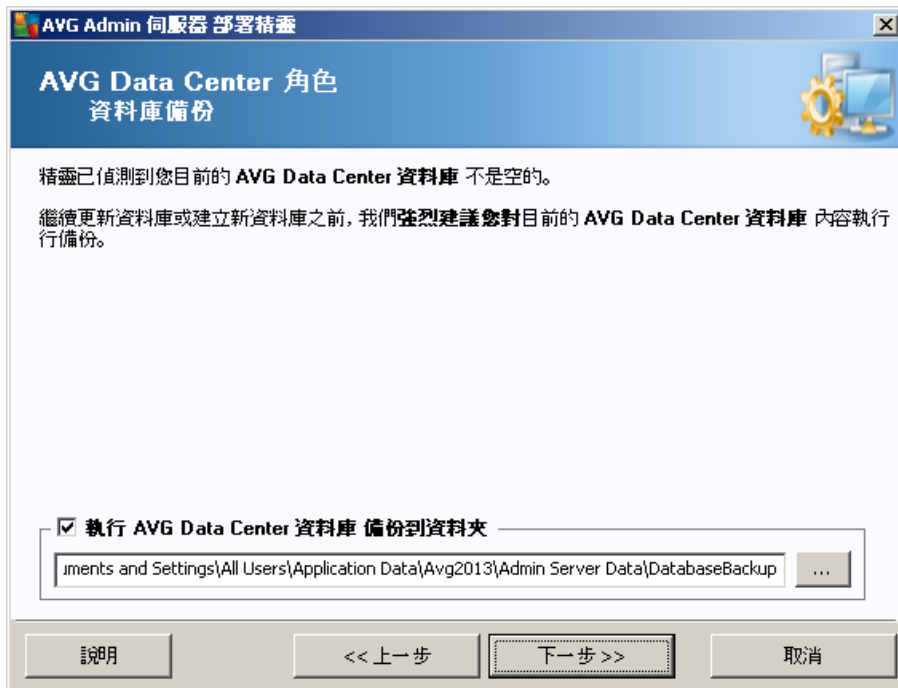 AVG Admin 伺服器 部署精靈
AVG Data Center 角色
資料庫備份
精靈已偵測到您目前的 AVG Data Center 資料庫 不是空的。
繼續更新資料庫或建立新資料庫之前, 我們強烈建議您對目前的 AVG Data Center 資料庫 內容執行
行備份。
執行 AVG Data Center 資料庫 備份到資料夾
uments and Settings\All Users\Application Data\Avg2013\Admin Server Data\DatabaseBackup
...
說明
<< 上一步
下一步 >>
取消